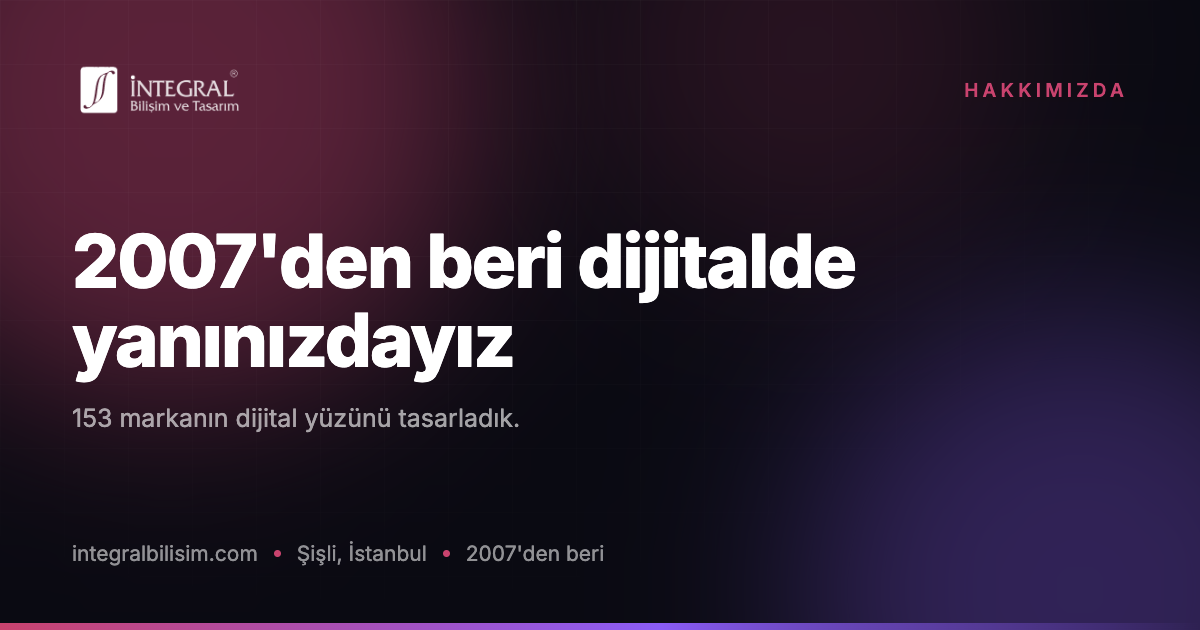 İNTEGRAL®
Bilişim ve Tasarım
HAKKIMIZDA
2007'den beri dijitalde
yanınızdayız
153 markanın dijital yüzünü tasarladık.
integralbilisim.com • Şişli, İstanbul • 2007'den beri